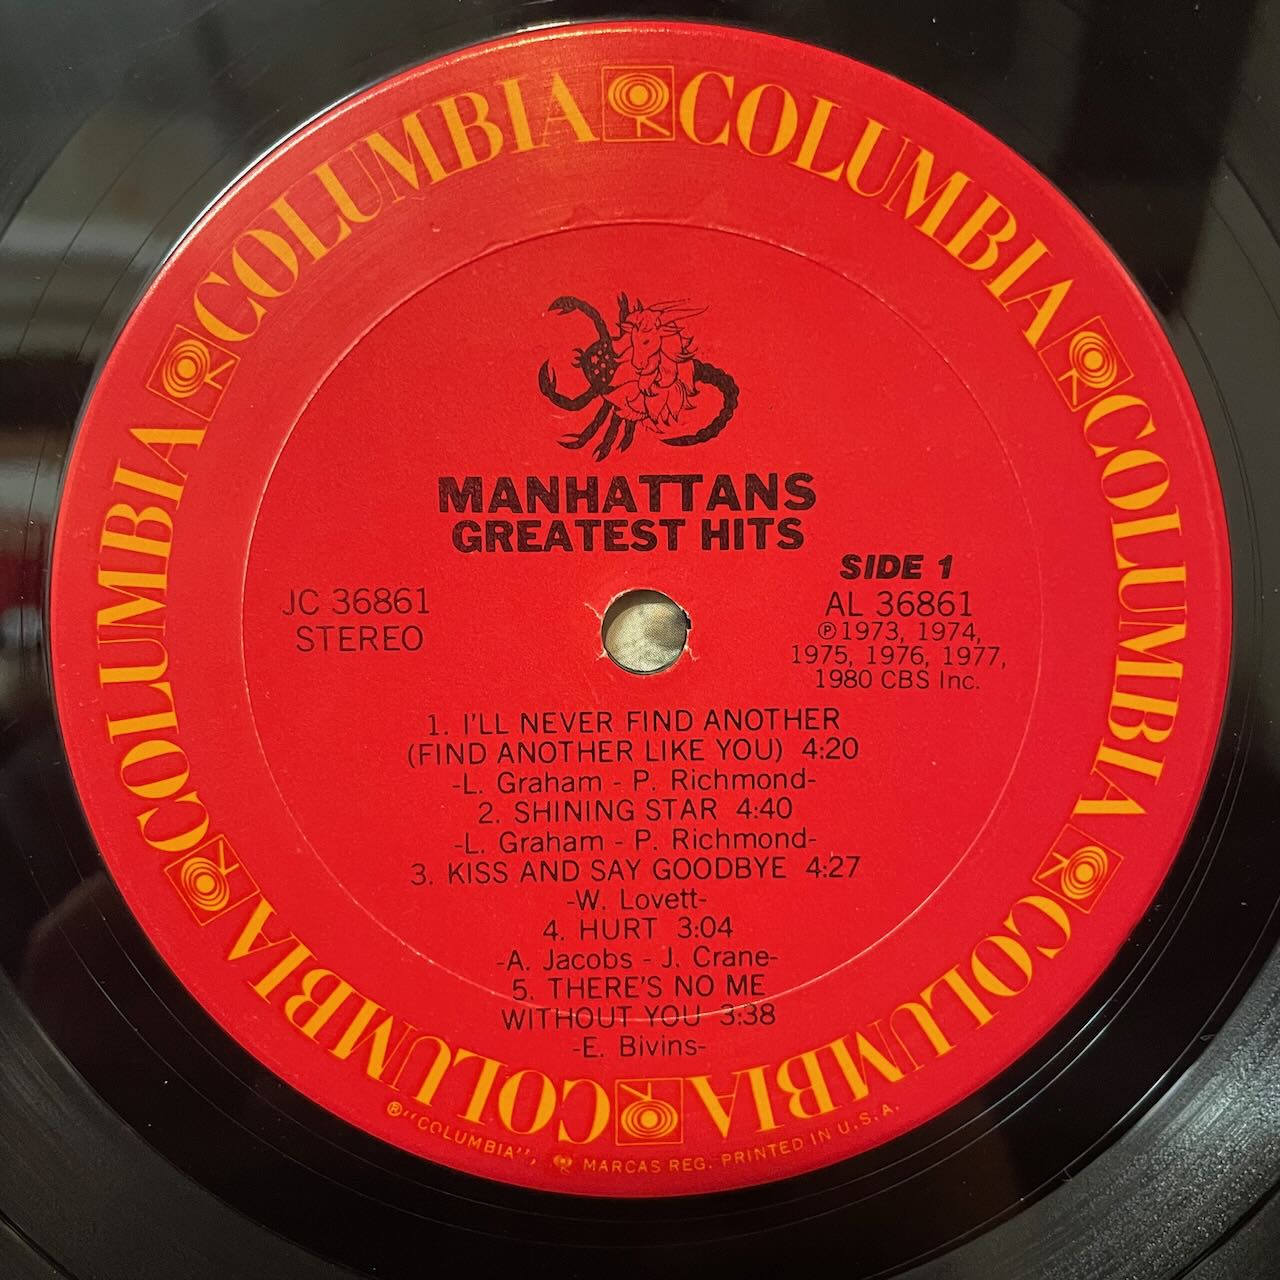 COLUMBIA COLUMBIA COLUMBIA COLUMBIA COLUMBIA COLUMBIA
MANHATTANS
GREATEST HITS
SIDE 1
JC 36861
STEREO
AL 36861
℗1973, 1974,
1975, 1976, 1977,
1980 CBS Inc.
1. I'LL NEVER FIND ANOTHER
(FIND ANOTHER LIKE YOU) 4:20
-L. Graham - P. Richmond-
2. SHINING STAR 4:40
-L. Graham - P. Richmond-
3. KISS AND SAY GOODBYE 4:27
-W. Lovett-
4. HURT 3:04
-A. Jacobs - J. Crane-
5. THERE'S NO ME
WITHOUT YOU 3:38
-E. Bivins-
®"COLUMBIA", MARCAS REG. PRINTED IN U.S.A.